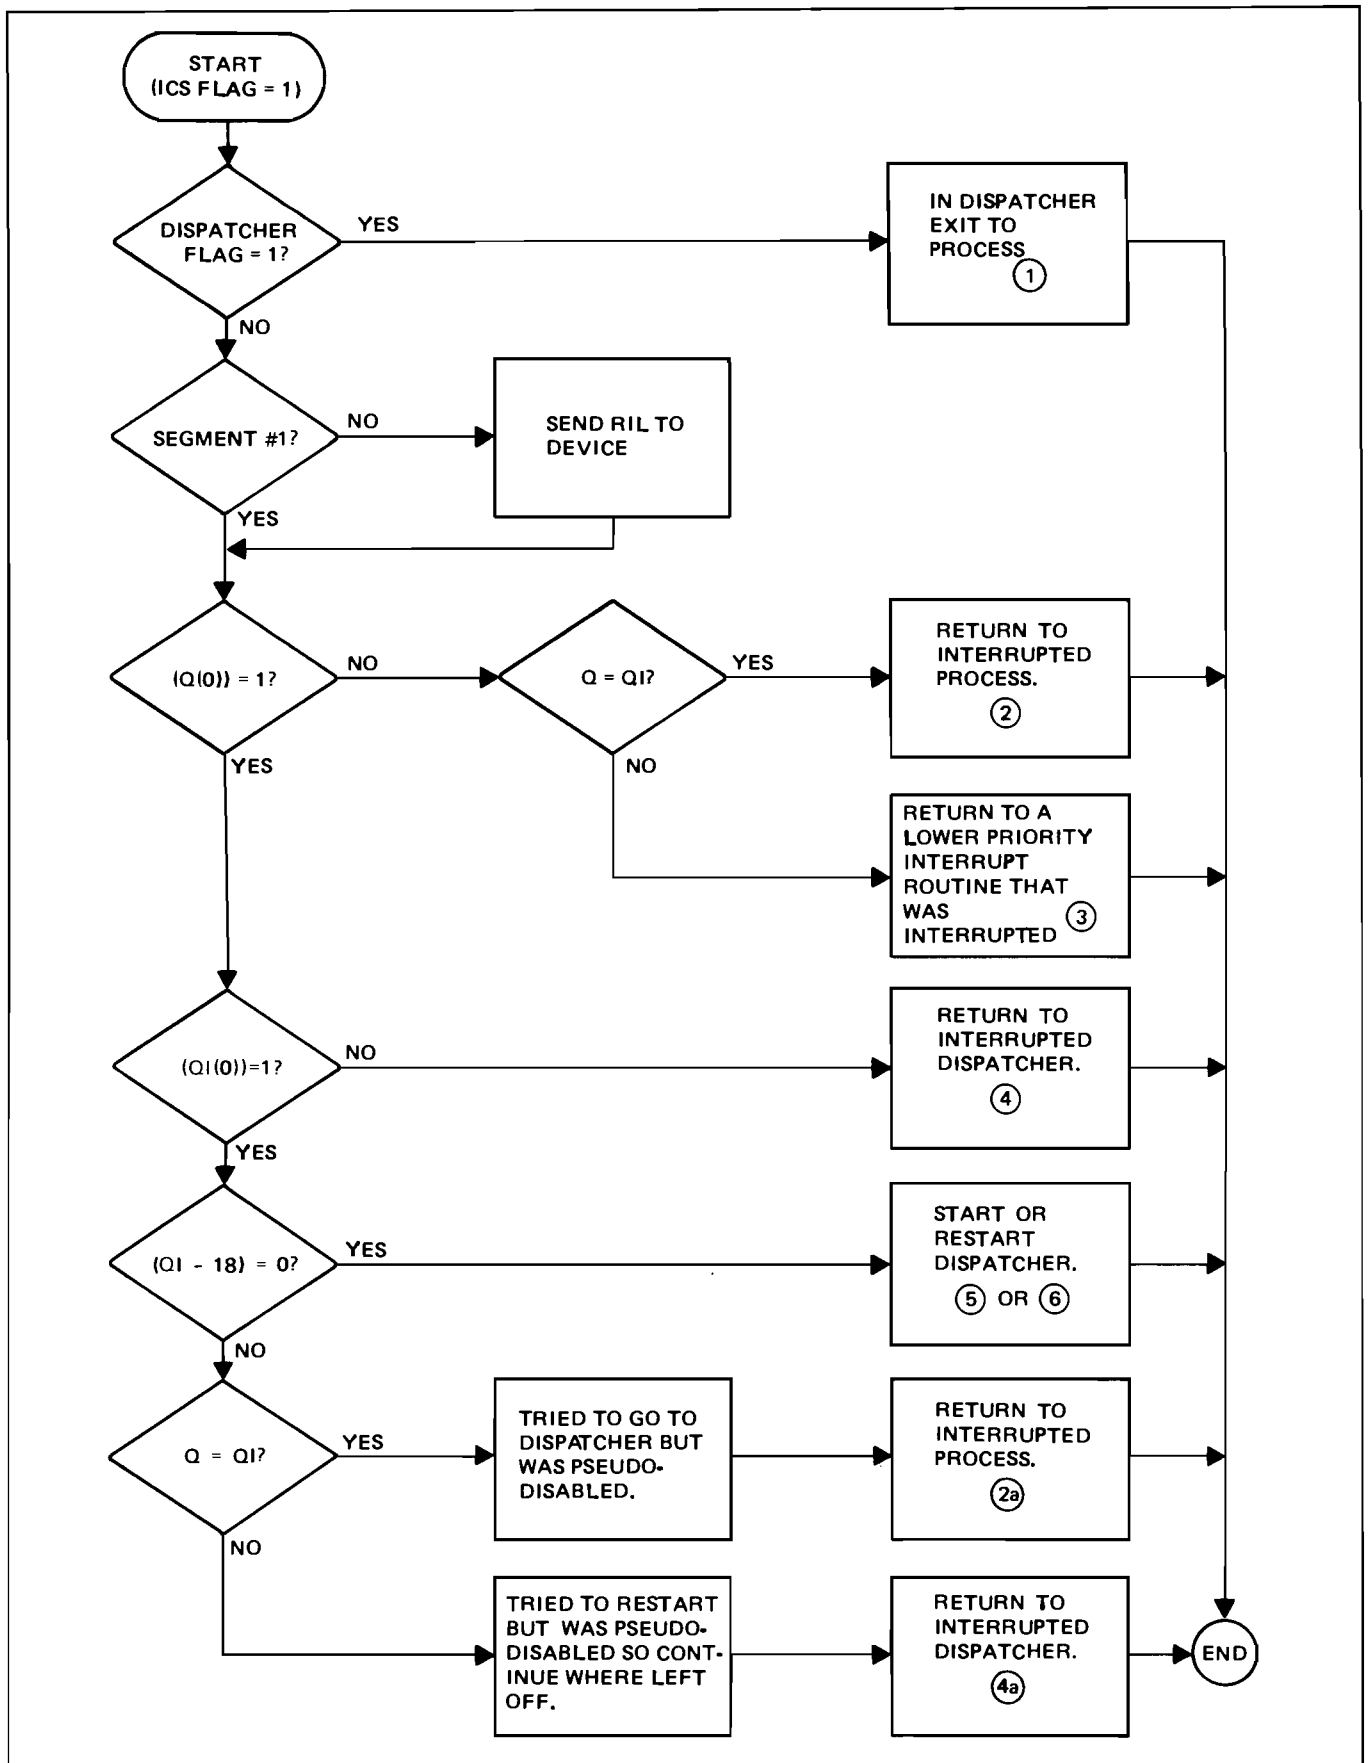 START
(ICS FLAG = 1)
DISPATCHER
FLAG = 1?
YES
IN DISPATCHER
EXIT TO
PROCESS
1
NO
SEGMENT #1?
NO
SEND RIL TO
DEVICE
YES
(Q(0)) = 1?
NO
Q = QI?
YES
RETURN TO
INTERRUPTED
PROCESS.
2
YES
NO
RETURN TO A
LOWER PRIORITY
INTERRUPT
ROUTINE THAT
WAS
INTERRUPTED
3
(QI(0))=1?
NO
RETURN TO
INTERRUPTED
DISPATCHER.
4
YES
(QI - 18) = 0?
YES
START OR
RESTART
DISPATCHER.
5 OR 6
NO
Q = QI?
YES
TRIED TO GO TO
DISPATCHER BUT
WAS PSEUDO-
DISABLED.
RETURN TO
INTERRUPTED
PROCESS.
2a
NO
TRIED TO RESTART
BUT WAS PSEUDO-
DISABLED SO CONT-
INUE WHERE LEFT
OFF.
RETURN TO
INTERRUPTED
DISPATCHER.
4a
END